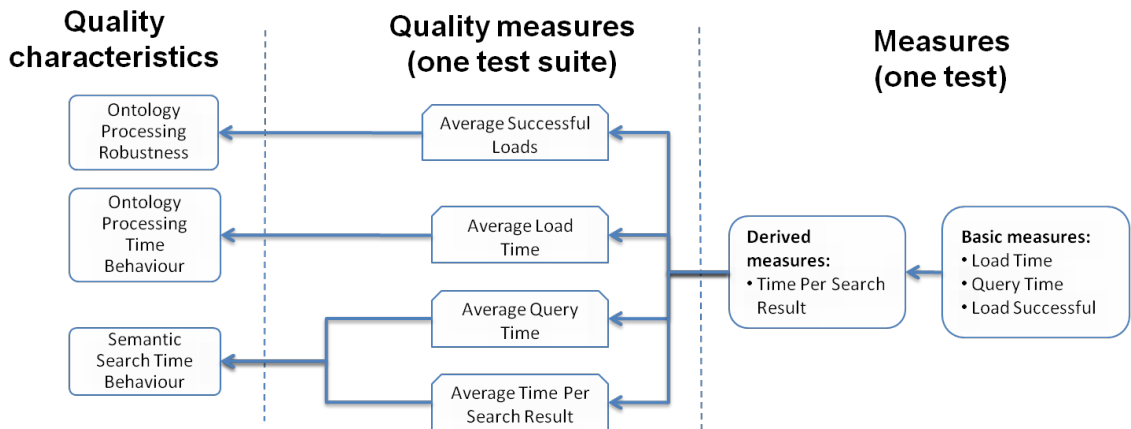 Quality
characteristics
Quality measures
(one test suite)
Measures
(one test)
Ontology
Processing
Robustness
Average Successful
Loads
Ontology
Processing
Time
Behaviour
Average Load
Time
Derived
measures:
• Time Per Search
Result
Basic measures:
• Load Time
• Query Time
• Load Successful
Average Query
Time
Semantic
Search Time
Behaviour
Average Time Per
Search Result